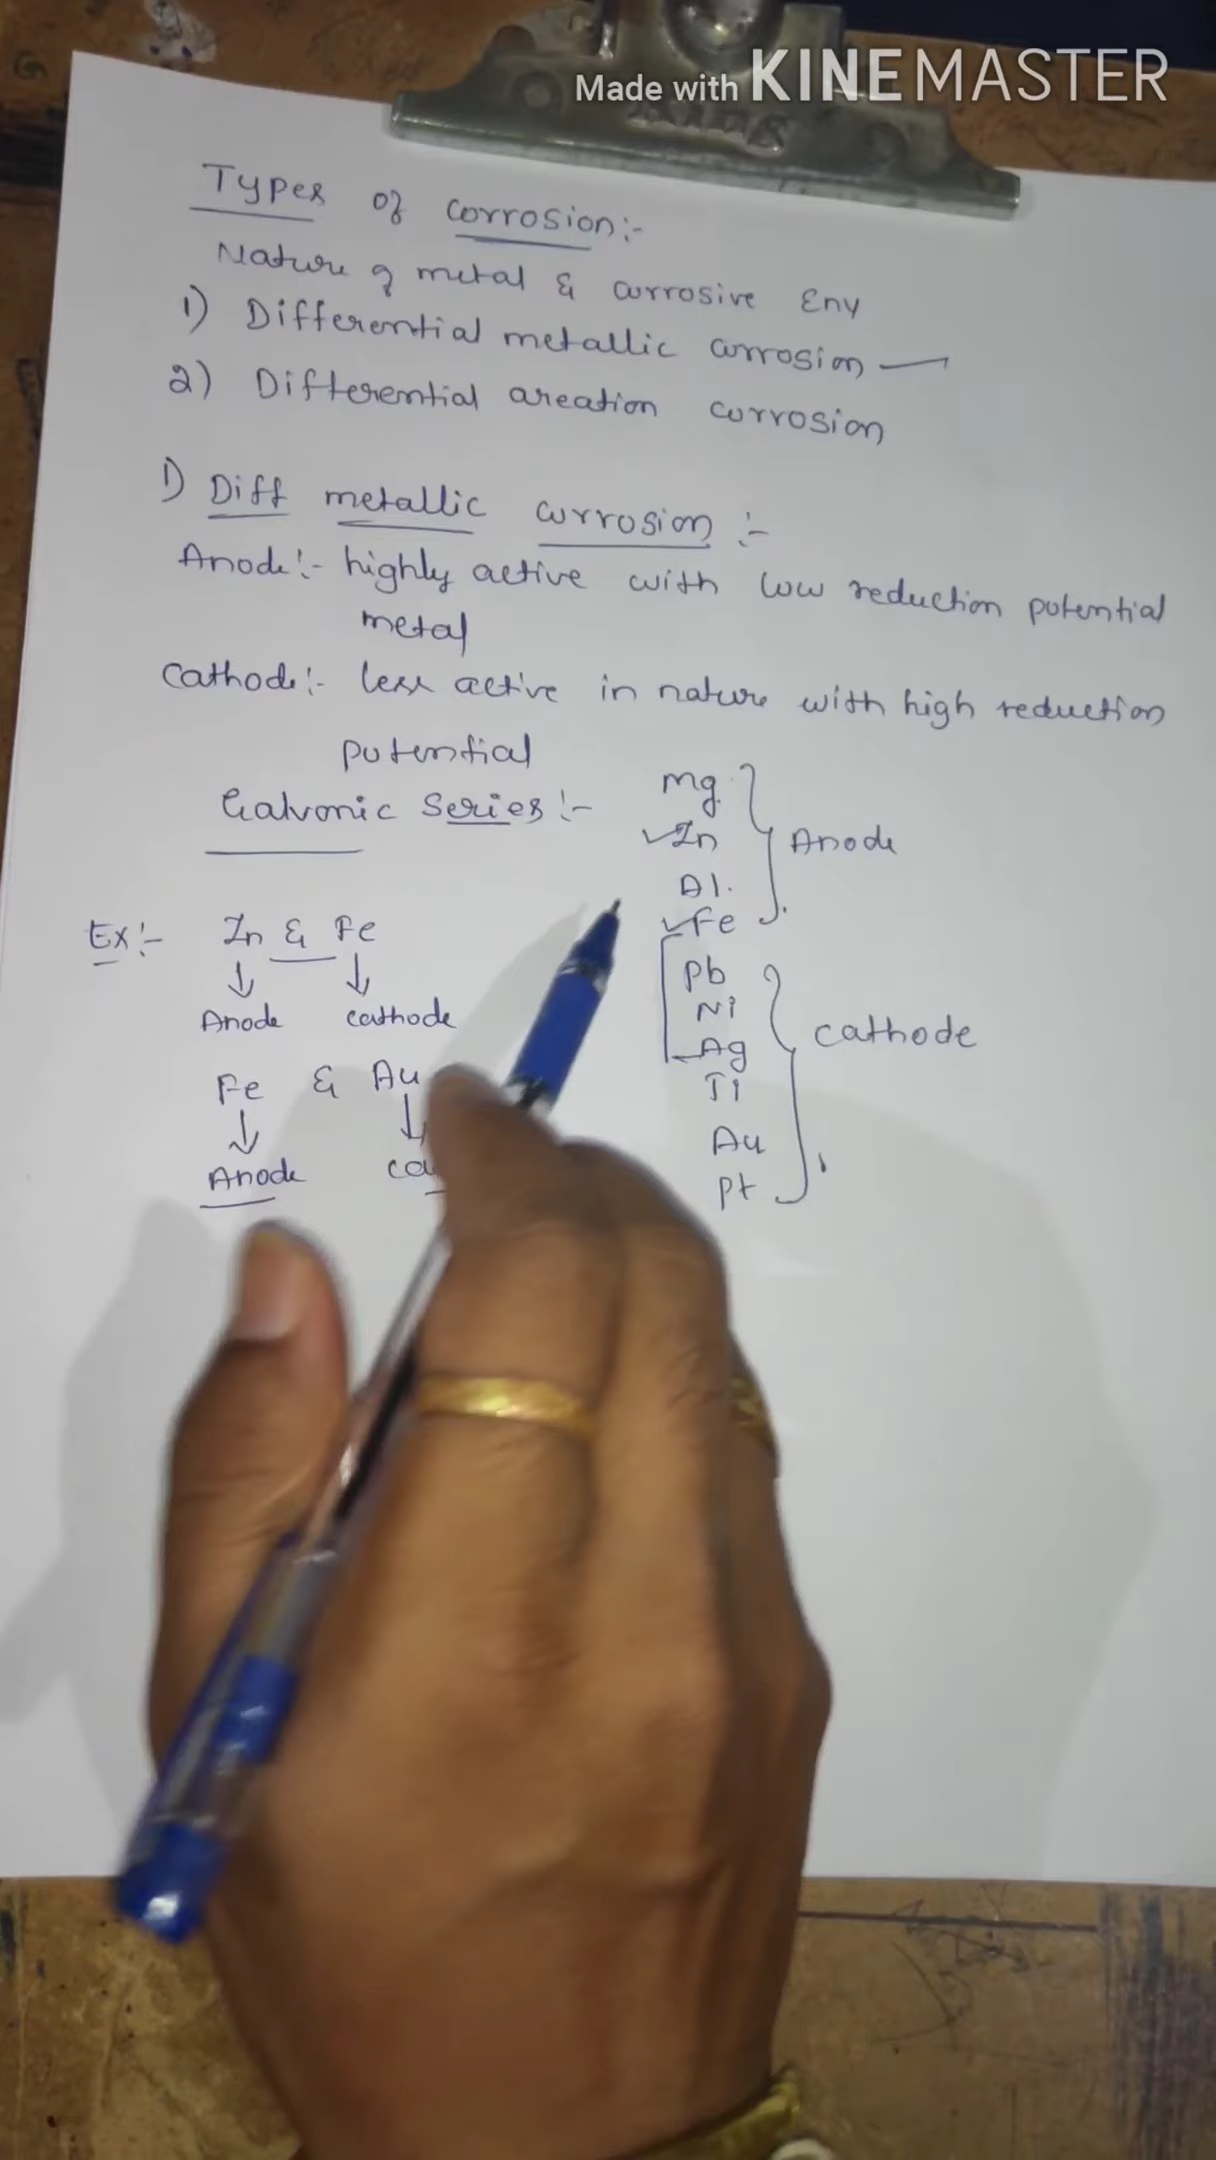 Made with KINEMASTER
Types of corrosion:-
Nature of metal & corrosive Env
1) Differential metallic corrosion —
2) Differential areation corrosion
1) Diff metallic corrosion :-
Anode:- highly active with low reduction potential
metal
Cathode:- less active in nature with high reduction
potential
Galvonic Series:-
Mg
Zn
Al.
Fe
Anode
Pb
Ni
Ag
Ti
Au
Pt
Cathode
Ex:- Zn & Fe
↓ ↓
Anode cathode
Fe & Au
↓ ↓
Anode